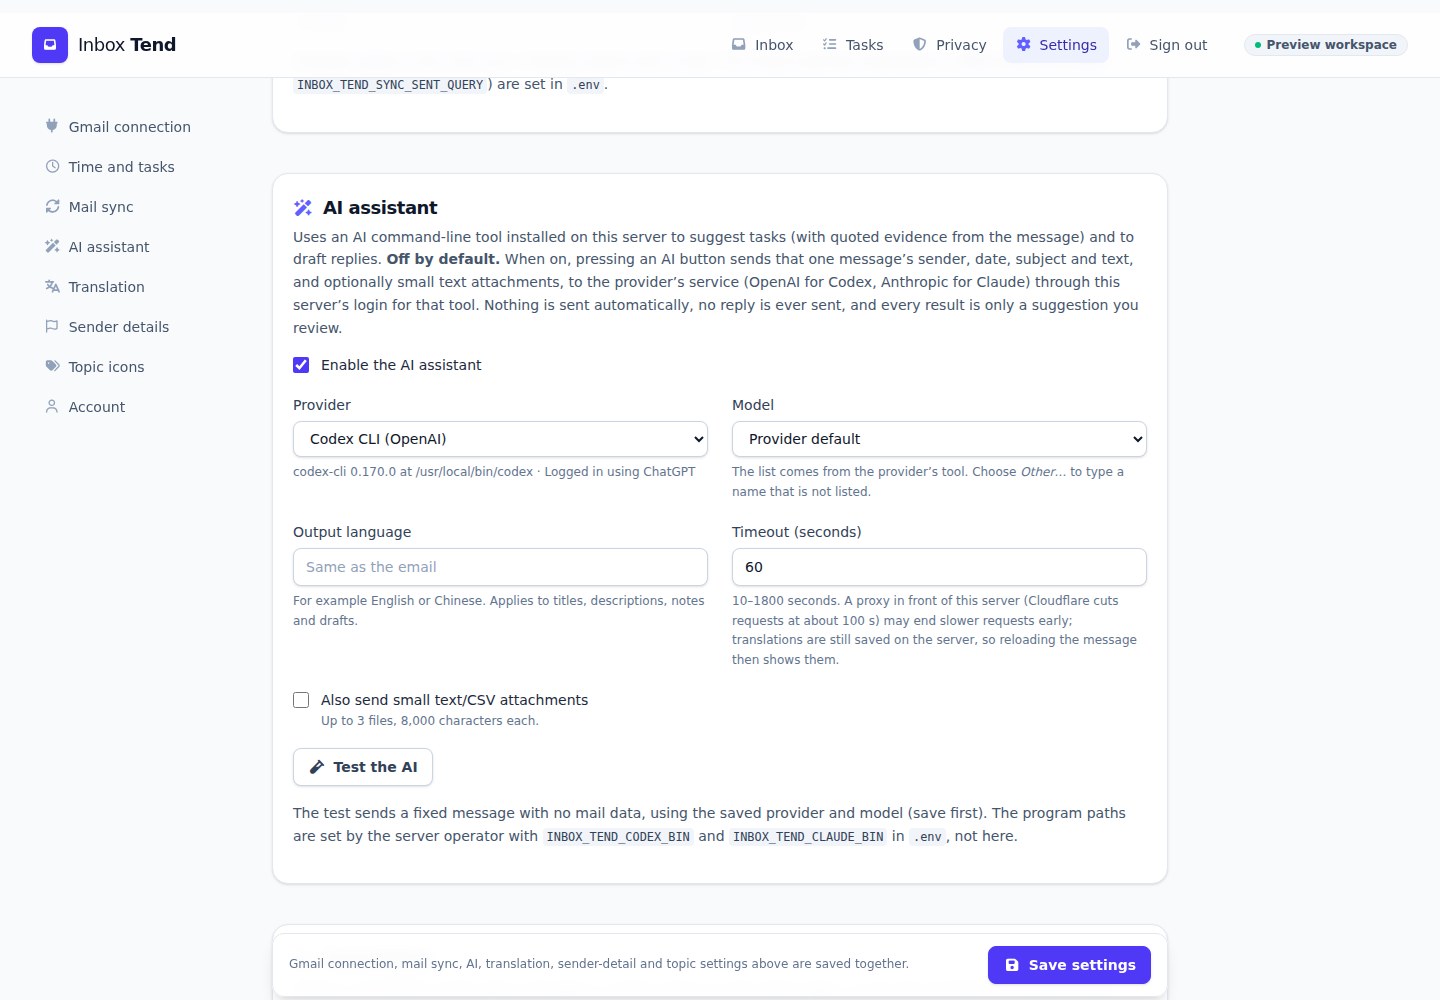 Inbox Tend
Inbox
Tasks
Privacy
Settings
Sign out
Preview workspace
INBOX_TEND_SYNC_SENT_QUERY) are set in .env.
Gmail connection
Time and tasks
Mail sync
AI assistant
Translation
Sender details
Topic icons
Account
AI assistant
Uses an AI command-line tool installed on this server to suggest tasks (with quoted evidence from the message) and to
draft replies. Off by default. When on, pressing an AI button sends that one message’s sender, date, subject and text,
and optionally small text attachments, to the provider’s service (OpenAI for Codex, Anthropic for Claude) through this
server’s login for that tool. Nothing is sent automatically, no reply is ever sent, and every result is only a suggestion you
review.
Enable the AI assistant
Provider
Codex CLI (OpenAI)
codex-cli 0.170.0 at /usr/local/bin/codex · Logged in using ChatGPT
Model
Provider default
The list comes from the provider’s tool. Choose Other… to type a
name that is not listed.
Output language
Same as the email
For example English or Chinese. Applies to titles, descriptions, notes
and drafts.
Timeout (seconds)
60
10–1800 seconds. A proxy in front of this server (Cloudflare cuts
requests at about 100 s) may end slower requests early;
translations are still saved on the server, so reloading the message
then shows them.
Also send small text/CSV attachments
Up to 3 files, 8,000 characters each.
Test the AI
The test sends a fixed message with no mail data, using the saved provider and model (save first). The program paths
are set by the server operator with INBOX_TEND_CODEX_BIN and INBOX_TEND_CLAUDE_BIN in .env, not here.
Gmail connection, mail sync, AI, translation, sender-detail and topic settings above are saved together.
Save settings